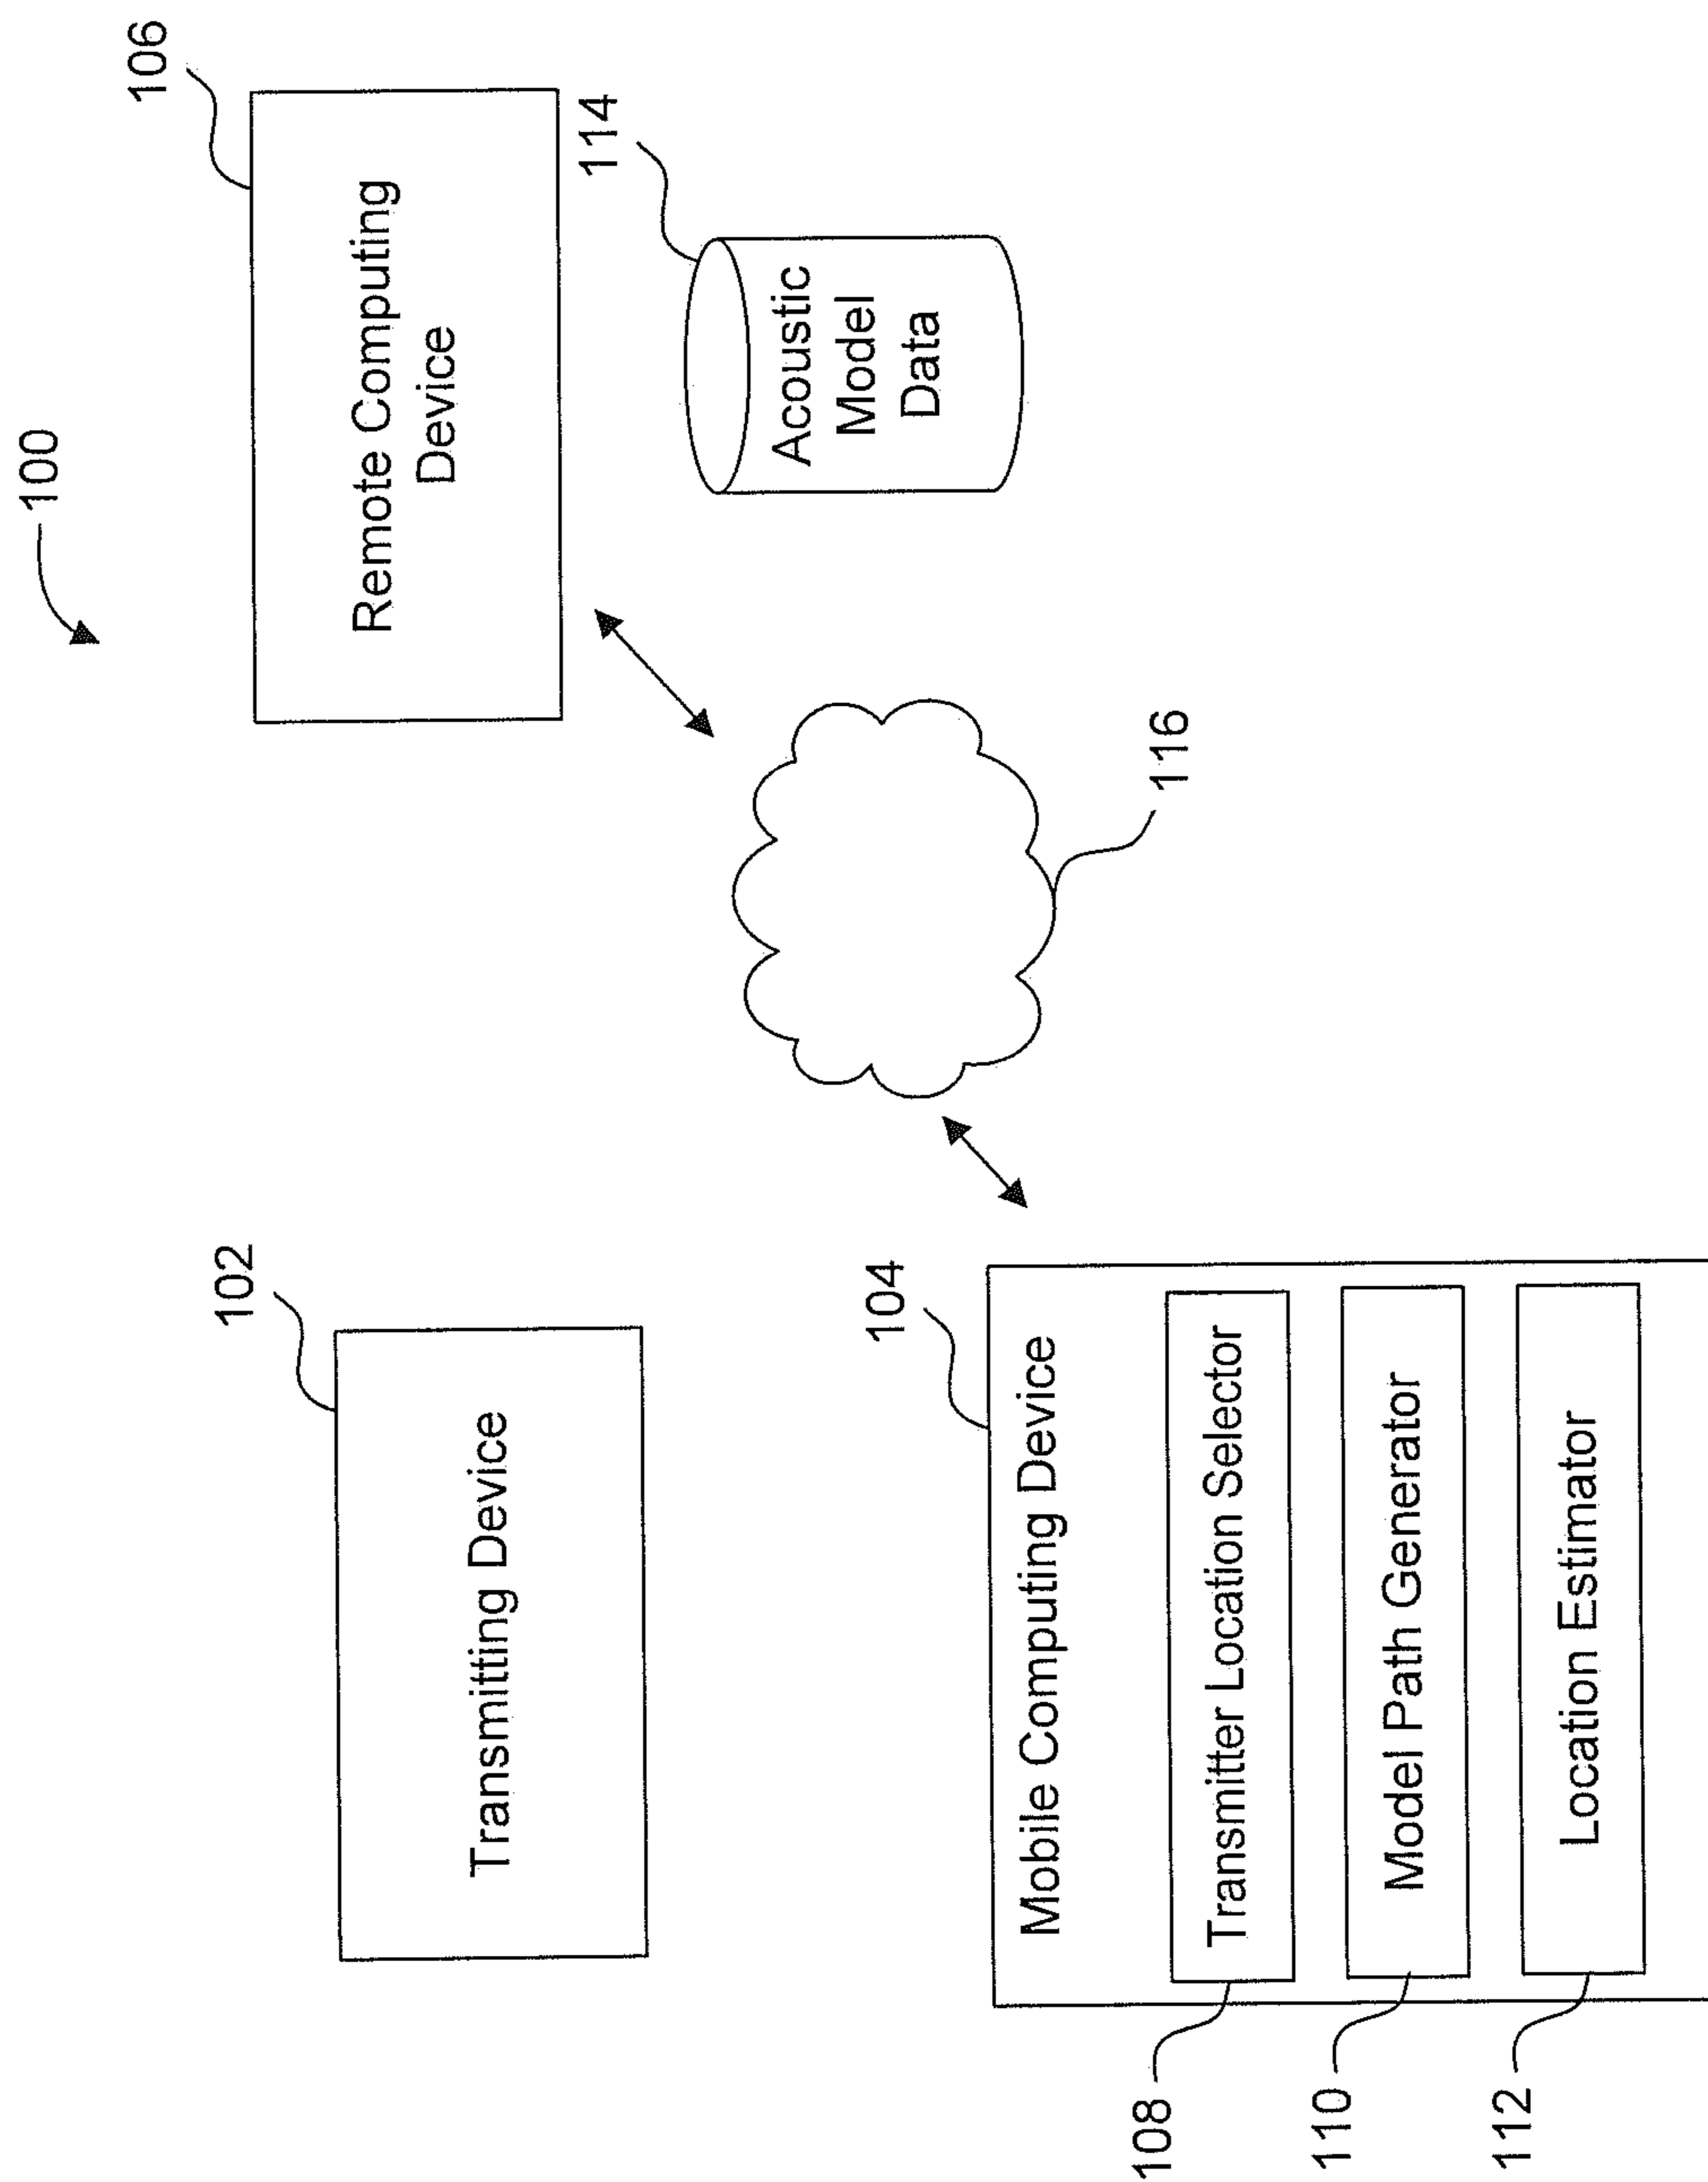 100
102
Transmitting Device
106
Remote Computing
Device
104
Mobile Computing Device
108
Transmitter Location Selector
110
Model Path Generator
112
Location Estimator
114
Acoustic
Model
Data
116